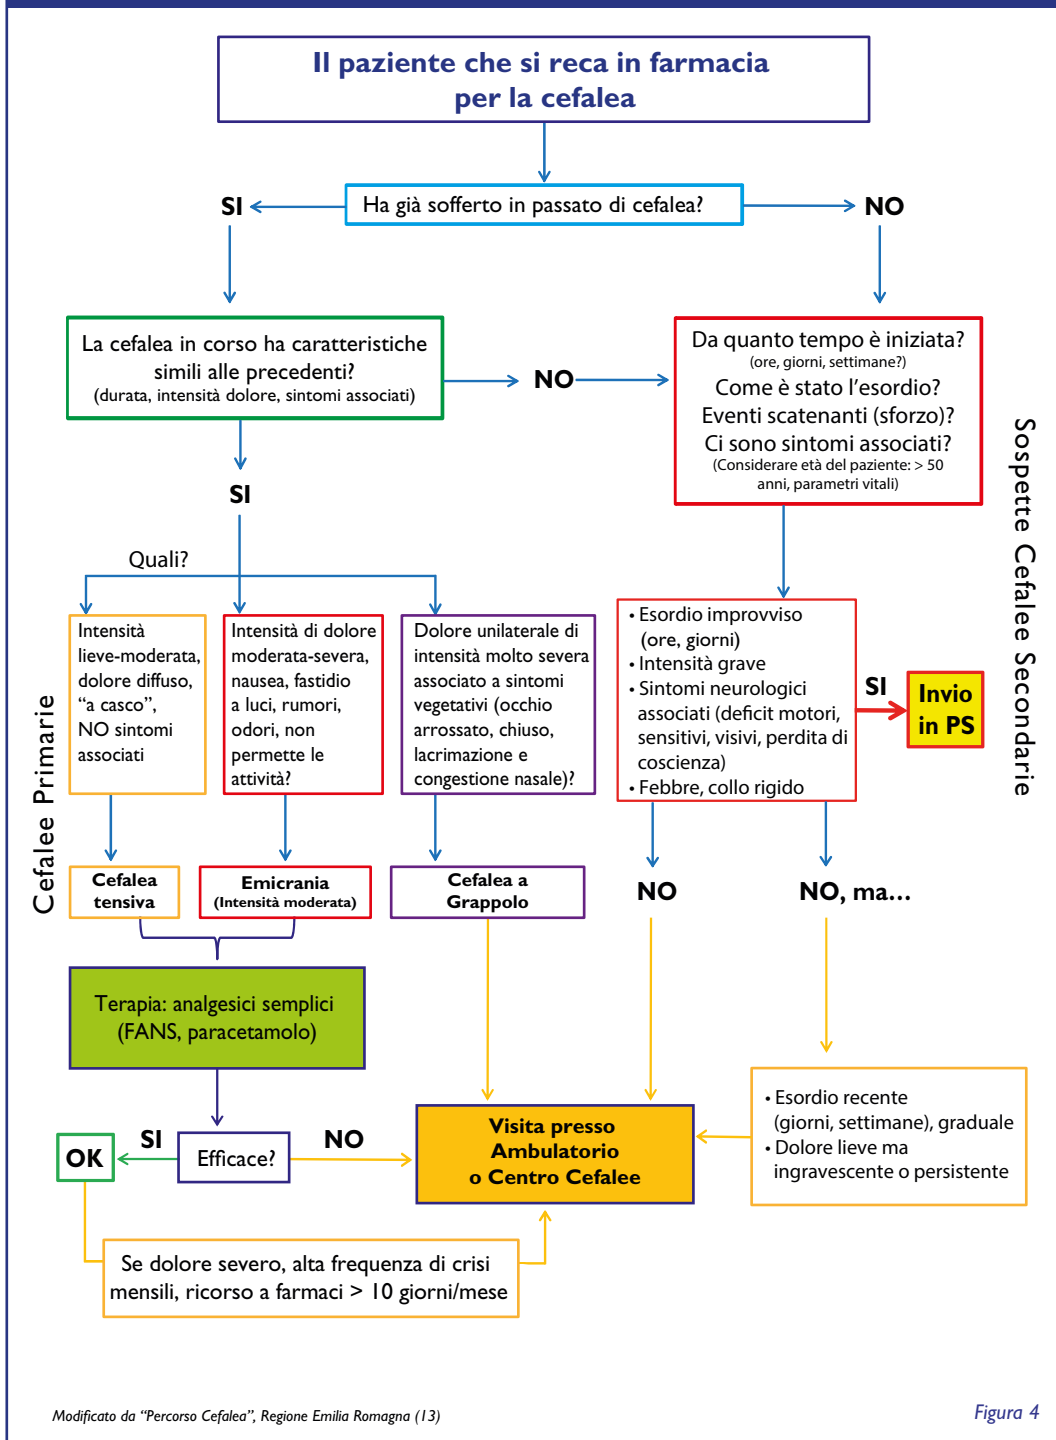 Il paziente che si reca in farmacia
per la cefalea
Ha già sofferto in passato di cefalea?
SI
NO
La cefalea in corso ha caratteristiche
simili alle precedenti?
(durata, intensità dolore, sintomi associati)
NO
Da quanto tempo è iniziata?
(ore, giorni, settimane?)
Come è stato l’esordio?
Eventi scatenanti (sforzo)?
Ci sono sintomi associati?
(Considerare età del paziente: > 50
anni, parametri vitali)
Sospette Cefalee Secondarie
SI
Quali?
Cefalee Primarie
Intensità
lieve-moderata,
dolore diffuso,
“a casco”,
NO sintomi
associati
Intensità di dolore
moderata-severa,
nausea, fastidio
a luci, rumori,
odori, non
permette le
attività?
Dolore unilaterale di
intensità molto severa
associato a sintomi
vegetativi (occhio
arrossato, chiuso,
lacrimazione e
congestione nasale)?
• Esordio improvviso
(ore, giorni)
• Intensità grave
• Sintomi neurologici
associati (deficit motori,
sensitivi, visivi, perdita di
coscienza)
• Febbre, collo rigido
SI
Invio
in PS
Cefalea
tensiva
Emicrania
(Intensità moderata)
Cefalea a
Grappolo
NO
NO, ma...
Terapia: analgesici semplici
(FANS, paracetamolo)
Efficace?
SI
OK
NO
Visita presso
Ambulatorio
o Centro Cefalee
• Esordio recente
(giorni, settimane), graduale
• Dolore lieve ma
ingravescente o persistente
Se dolore severo, alta frequenza di crisi
mensili, ricorso a farmaci > 10 giorni/mese
Modificato da “Percorso Cefalea”, Regione Emilia Romagna (13)
Figura 4